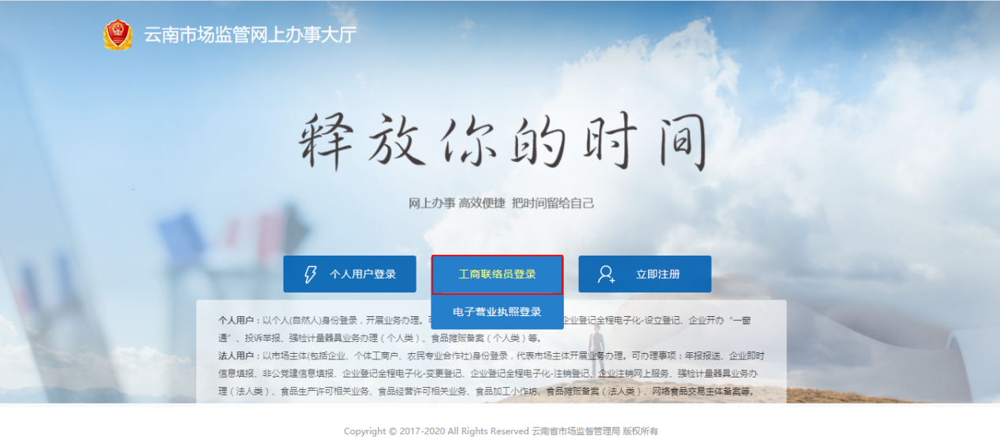 云南市场监管网上办事大厅
释放你的时间
网上办事 高效便捷 把时间留给自己
个人用户登录
工商联络员登录
立即注册
电子营业执照登录
个人用户：以个人(自然人)身份登录，开展业务办理。
企业登记全程电子化-设立登记、企业开办“一窗
通”、投诉举报、强检计量器具业务办理（个人类）、食品摊贩备案（个人类）等。
法人用户：以市场主体(包括企业、个体工商户、农民专业合作社)身份登录，代表市场主体开展业务办理。可办理事项：年报报送、企业即时
信息填报、非公党建信息填报、企业登记全程电子化-变更登记、企业登记全程电子化-注销登记、企业注销网上服务、强检计量器具业务办
理（法人类）、食品生产许可相关业务、食品经营许可相关业务、食品加工小作坊、食品摊贩备案（法人类）、网络食品交易主体备案等。
Copyright © 2017-2020 All Rights Reserved 云南省市场监督管理局 版权所有